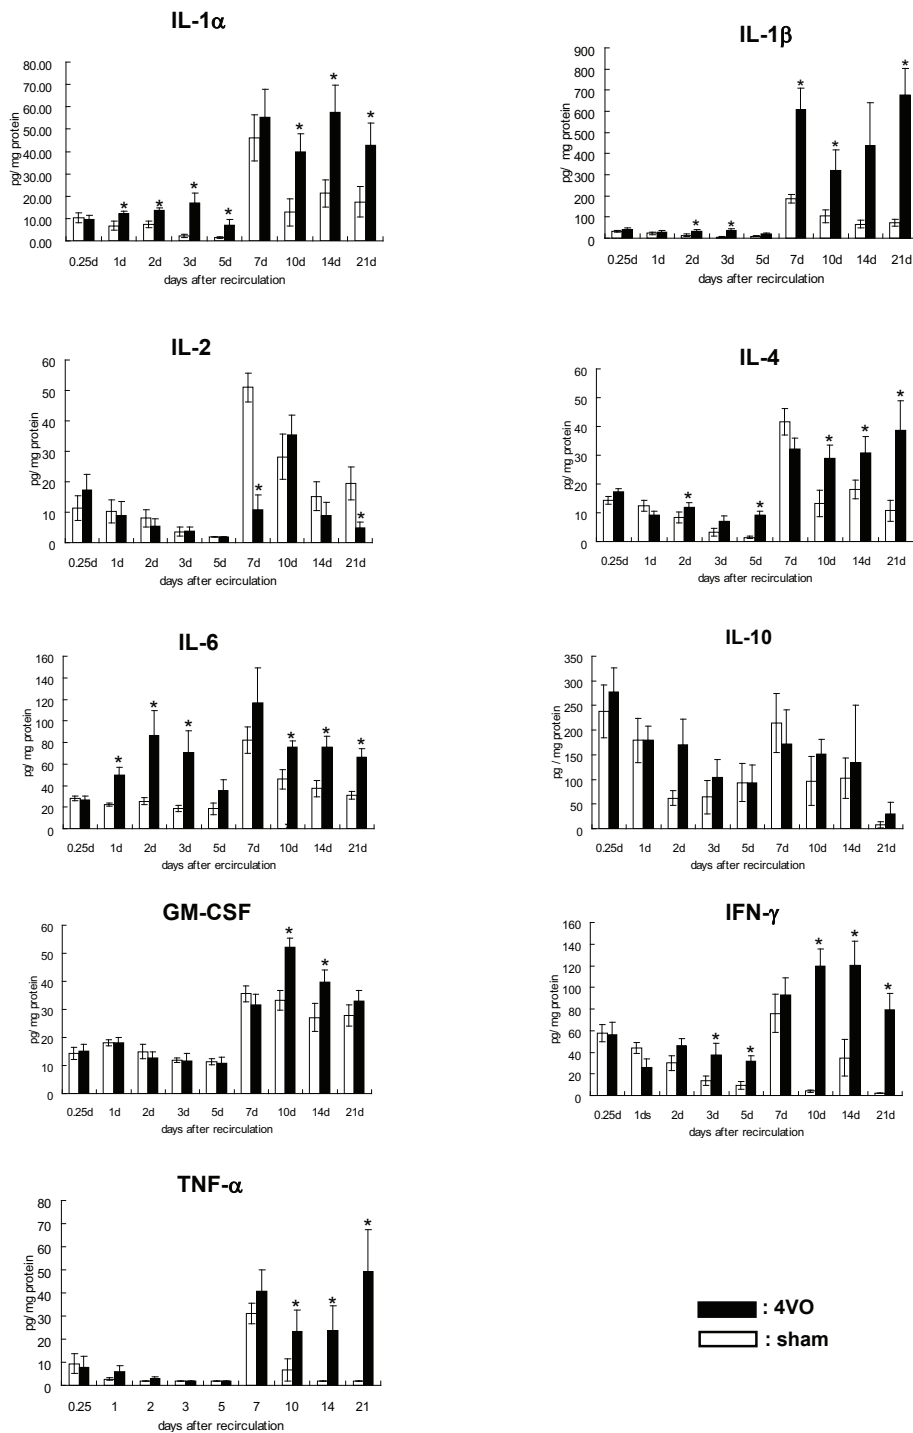 IL-1α
pg/ mg protein
80.00
70.00
60.00
50.00
40.00
30.00
20.00
10.00
0.00
* * * * * * *
0.25d 1d 2d 3d 5d 7d 10d 14d 21d
days after recirculation
IL-1β
pg/ mg protein
900
800
700
600
500
400
300
200
100
0
* * * * *
0.25d 1d 2d 3d 5d 7d 10d 14d 21d
days after recirculation
IL-2
pg/ mg protein
60
50
40
30
20
10
0
* *
0.25d 1d 2d 3d 5d 7d 10d 14d 21d
days after ecirculation
IL-4
pg/ mg protein
60
50
40
30
20
10
0
* * * * *
0.25d 1d 2d 3d 5d 7d 10d 14d 21d
days after recirculation
IL-6
pg/ mg protein
160
140
120
100
80
60
40
20
0
* * * * * *
0.25d 1d 2d 3d 5d 7d 10d 14d 21d
days after ercirculation
IL-10
pg/ mg protein
350
300
250
200
150
100
50
0
0.25d 1d 2d 3d 5d 7d 10d 14d 21d
days after recirculation
GM-CSF
pg/ mg protein
60
50
40
30
20
10
0
* *
0.25d 1d 2d 3d 5d 7d 10d 14d 21d
days after recirculation
IFN-γ
pg/ mg protein
160
140
120
100
80
60
40
20
0
* * * * *
0.25d 1ds 2d 3d 5d 7d 10d 14d 21d
days after recirculation
TNF-α
pg/ mg protein
80
70
60
50
40
30
20
10
0
* * *
0.25 1 2 3 5 7 10 14 21
days after recirculation
: 4VO
: sham